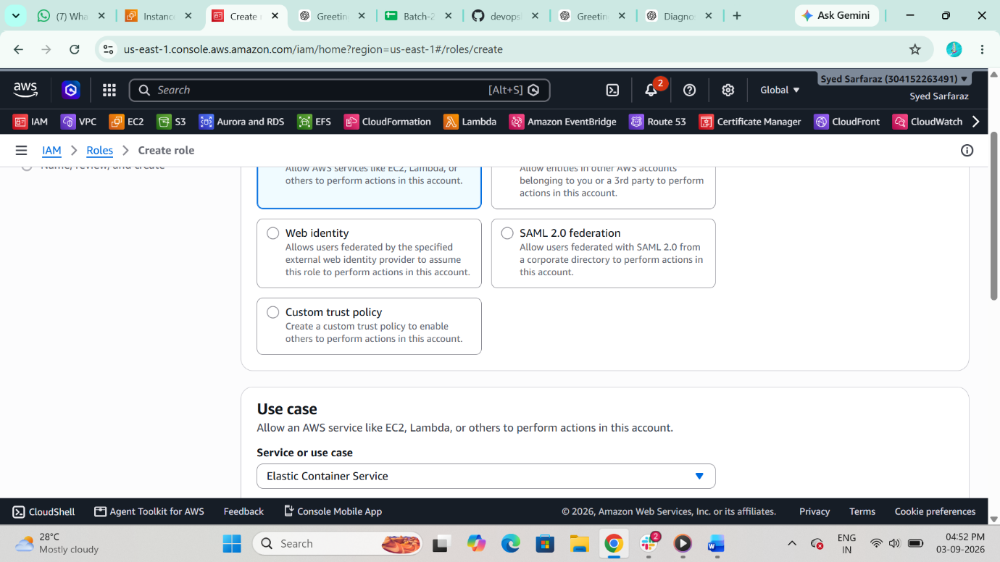 (7) Wha
Instanc
Create r
Greetin
Batch-2
devops
Greetin
Diagno
Ask Gemini
us-east-1.console.aws.amazon.com/iam/home?region=us-east-1#/roles/create
aws
Search
[Alt+S]
2
Global
Syed Sarfaraz (304152263491)
Syed Sarfaraz
IAM
VPC
EC2
S3
Aurora and RDS
EFS
CloudFormation
Lambda
Amazon EventBridge
Route 53
Certificate Manager
CloudFront
CloudWatch
IAM > Roles > Create role
Name, review, and create
Allow AWS services like EC2, Lambda, or
others to perform actions in this account.
Allow entities in other AWS accounts
belonging to you or a 3rd party to perform
actions in this account.
Web identity
Allows users federated by the specified
external web identity provider to assume
this role to perform actions in this account.
SAML 2.0 federation
Allow users federated with SAML 2.0 from
a corporate directory to perform actions in
this account.
Custom trust policy
Create a custom trust policy to enable
others to perform actions in this account.
Use case
Allow an AWS service like EC2, Lambda, or others to perform actions in this account.
Service or use case
Elastic Container Service
CloudShell
Agent Toolkit for AWS
Feedback
Console Mobile App
© 2026, Amazon Web Services, Inc. or its affiliates.
Privacy
Terms
Cookie preferences
28°C
Mostly cloudy
Search
2
ENG
IN
04:52 PM
03-09-2026